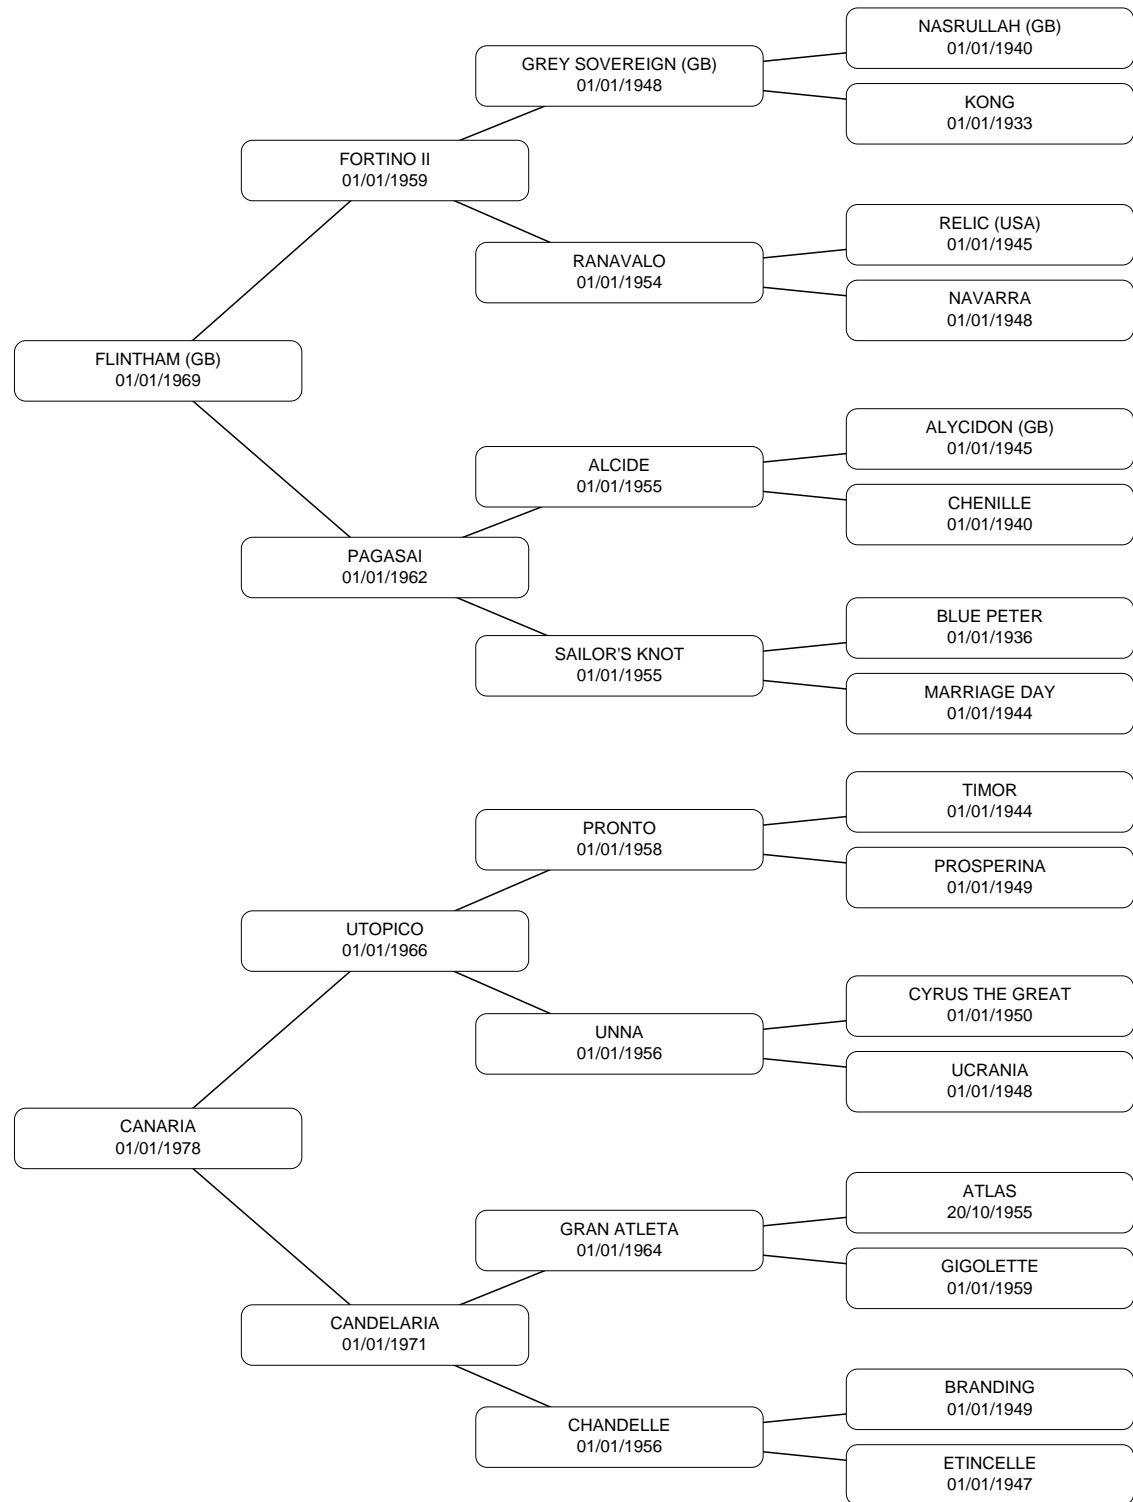 NASRULLAH (GB)
01/01/1940
GREY SOVEREIGN (GB)
01/01/1948
KONG
01/01/1933
FORTINO II
01/01/1959
RELIC (USA)
01/01/1945
RANAVALO
01/01/1954
NAVARRA
01/01/1948
FLINTHAM (GB)
01/01/1969
ALYCIDON (GB)
01/01/1945
ALCIDE
01/01/1955
CHENILLE
01/01/1940
PAGASAI
01/01/1962
BLUE PETER
01/01/1936
SAILOR'S KNOT
01/01/1955
MARRIAGE DAY
01/01/1944
TIMOR
01/01/1944
PRONTO
01/01/1958
PROSPERINA
01/01/1949
UTOPICO
01/01/1966
CYRUS THE GREAT
01/01/1950
UNNA
01/01/1956
UCRANIA
01/01/1948
CANARIA
01/01/1978
ATLAS
20/10/1955
GRAN ATLETA
01/01/1964
GIGOLETTE
01/01/1959
CANDELARIA
01/01/1971
BRANDING
01/01/1949
CHANDELLE
01/01/1956
ETINCELLE
01/01/1947